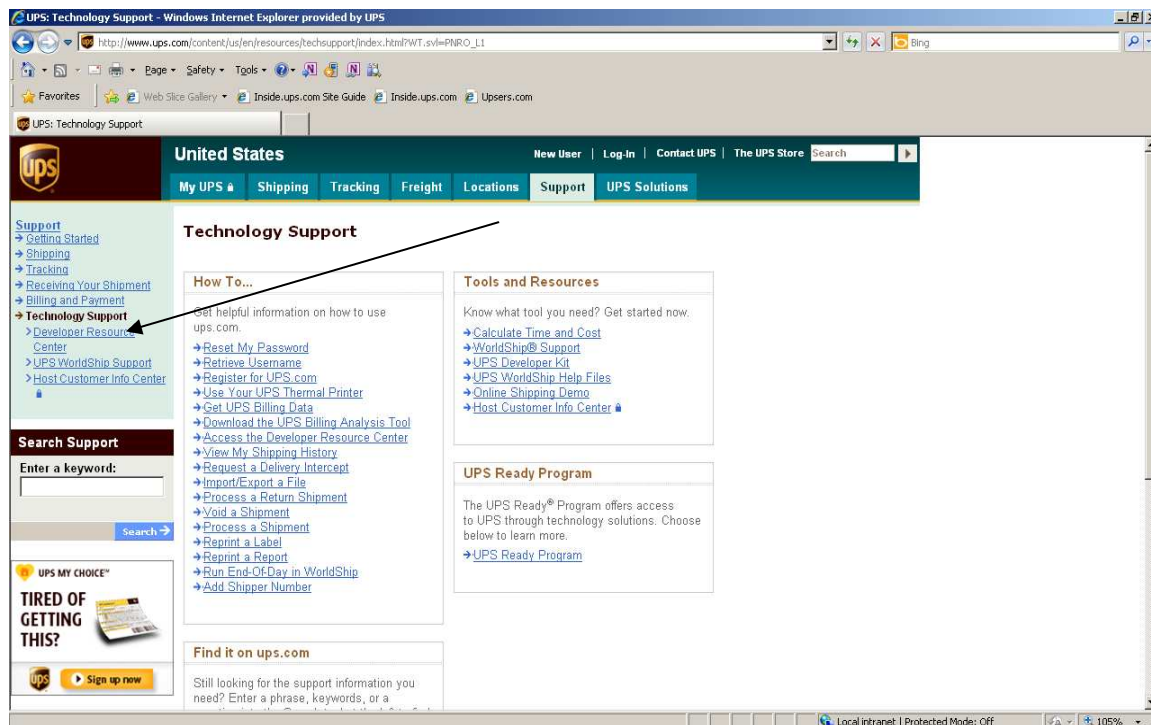 UPS: Technology Support - Windows Internet Explorer provided by UPS
http://www.ups.com/content/us/en/resources/techsupport/index.html?WT.svl=PNRO_L1
Bing
Page Safety Tools
Favorites Web Slice Gallery Inside.ups.com Site Guide Inside.ups.com Upsers.com
UPS: Technology Support
ups
United States
New User | Log-In | Contact UPS | The UPS Store Search
My UPS Shipping Tracking Freight Locations Support UPS Solutions
Support
Getting Started
Shipping
Tracking
Receiving Your Shipment
Billing and Payment
Technology Support
Developer Resource
Center
UPS WorldShip Support
Host Customer Info Center
Search Support
Enter a keyword:
Search
UPS MY CHOICE™
TIRED OF
GETTING
THIS?
ups
Sign up now
Technology Support
How To...
Get helpful information on how to use
ups.com.
Reset My Password
Retrieve Username
Register for UPS.com
Use Your UPS Thermal Printer
Get UPS Billing Data
Download the UPS Billing Analysis Tool
Access the Developer Resource Center
View My Shipping History
Request a Delivery Intercept
Import/Export a File
Process a Return Shipment
Void a Shipment
Process a Shipment
Reprint a Label
Reprint a Report
Run End-Of-Day in WorldShip
Add Shipper Number
Find it on ups.com
Still looking for the support information you
need? Enter a phrase, keywords, or a
Tools and Resources
Know what tool you need? Get started now.
Calculate Time and Cost
WorldShip® Support
UPS Developer Kit
UPS WorldShip Help Files
Online Shipping Demo
Host Customer Info Center
UPS Ready Program
The UPS Ready® Program offers access
to UPS through technology solutions. Choose
below to learn more.
UPS Ready Program
Local intranet | Protected Mode: Off
105%